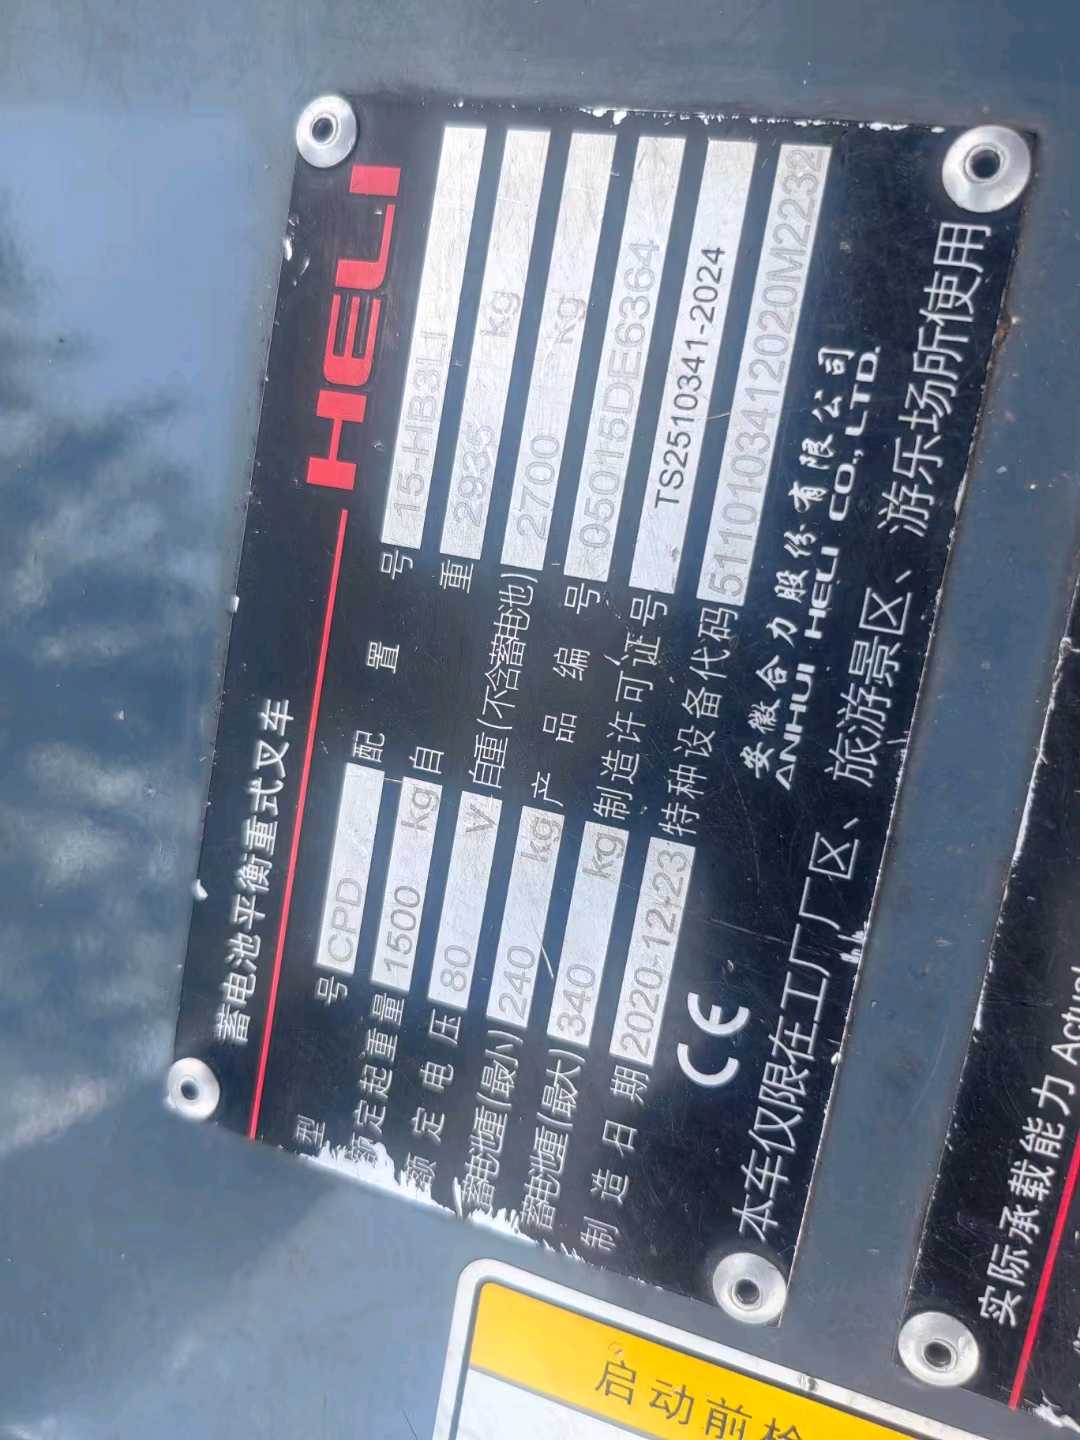 HELI
蓄电池平衡重式叉车
型号 CPD 配置号 15-HB3LI
额定起重量 1500 kg 自重 2935 kg
额定电压 80 V 自重(不含蓄电池) 2700 kg
蓄电池重(最小) 240 kg 产品编号 05015DE6364
蓄电池重(最大) 340 kg 制造许可证号 TS2510341-2024
制造日期 2020-12-23 特种设备代码 5110103412020M2232
CE 安徽合力股份有限公司
ANHUI HELI CO.,LTD.
本车仅限在工厂厂区、旅游景区、游乐场所使用
实际承载能力 Actual
启动前检